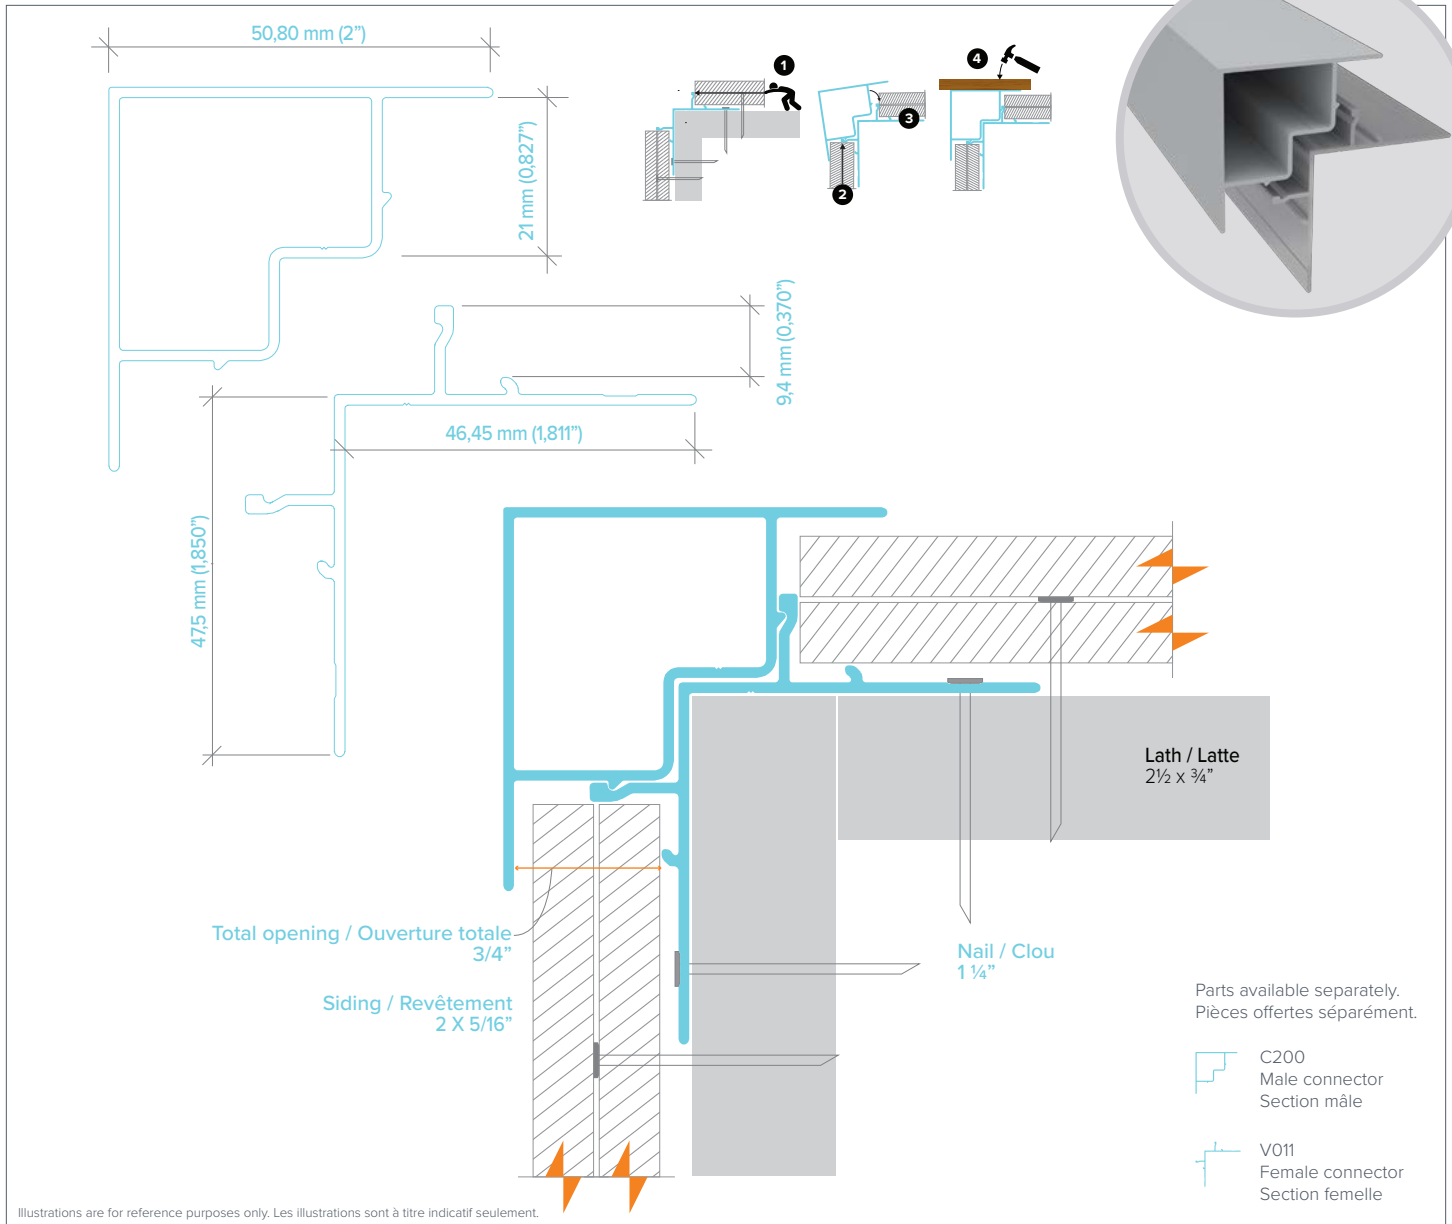 50,80 mm (2”)
21 mm (0,827”)
1
2
3
4
9,4 mm (0,370”)
46,45 mm (1,811”)
47,5 mm (1,850”)
Lath / Latte
2½ x ¾”
Total opening / Ouverture totale
3/4”
Siding / Revêtement
2 X 5/16”
Nail / Clou
1 ¼”
Parts available separately.
Pièces offertes séparément.
C200
Male connector
Section mâle
V011
Female connector
Section femelle
Illustrations are for reference purposes only. Les illustrations sont à titre indicatif seulement.